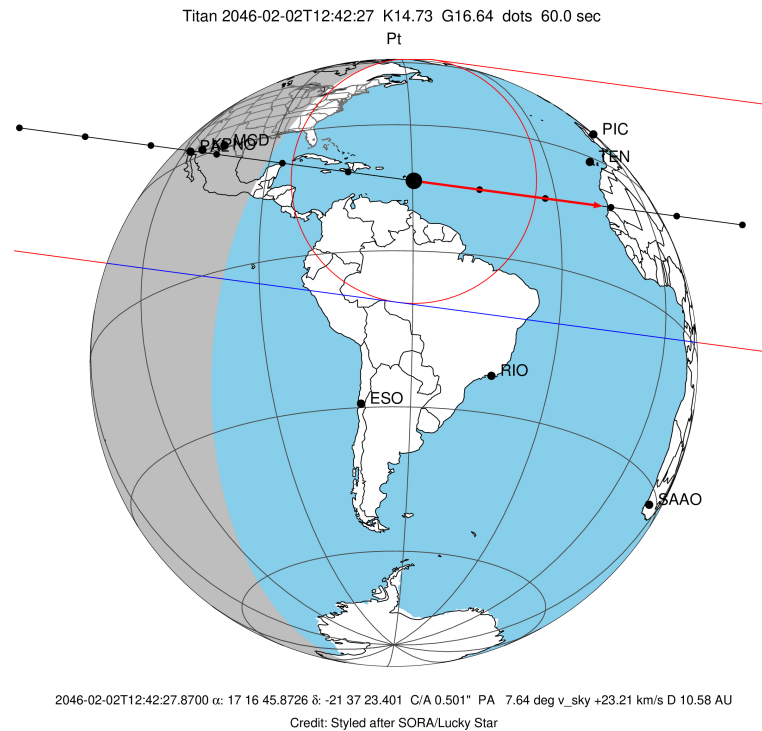 Titan 2046-02-02T12:42:27 K14.73 G16.64 dots 60.0 sec
Pt
MCD
PIC
TEN
RIO
ESO
SAAO
2046-02-02T12:42:27.8700 α: 17 16 45.8726 δ: -21 37 23.401 C/A 0.501" PA 7.64 deg v_sky +23.21 km/s D 10.58 AU
Credit: Styled after SORA/Lucky Star